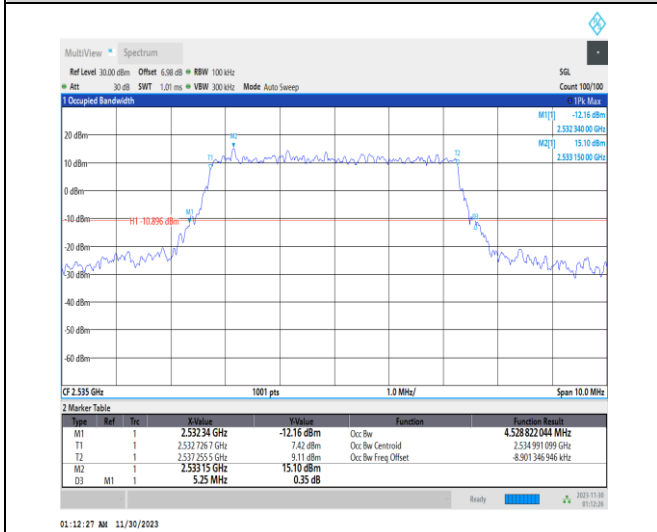 MultiView Spectrum
Ref Level 30.00 dBm Offset 6.98 dB RBW 100 kHz SGL
Att 30 dB SWT 1.01 ms VBW 300 kHz Mode Auto Sweep Count 100/100
1 Occupied Bandwidth 1Pk Max
M1[1] -12.16 dBm
2.532 340 00 GHz
M2[1] 15.10 dBm
2.533 150 00 GHz
20 dBm
M2
T1
T2
10 dBm
0 dBm
M1
D3
-10 dBm
H1 -10.896 dBm
-20 dBm
-30 dBm
-40 dBm
-50 dBm
-60 dBm
CF 2.535 GHz 1001 pts 1.0 MHz/ Span 10.0 MHz
2 Marker Table
Type Ref Trc X-Value Y-Value Function Function Result
M1 1 2.53234 GHz -12.16 dBm Occ Bw 4.528 822 044 MHz
T1 1 2.532 726 7 GHz 7.42 dBm Occ Bw Centroid 2.534 991 099 GHz
T2 1 2.537 255 5 GHz 9.11 dBm Occ Bw Freq Offset -8.901 346 946 kHz
M2 1 2.53315 GHz 15.10 dBm
D3 M1 1 5.25 MHz 0.35 dB
Ready 2023-11-30
01:12:26
01:12:27 AM 11/30/2023